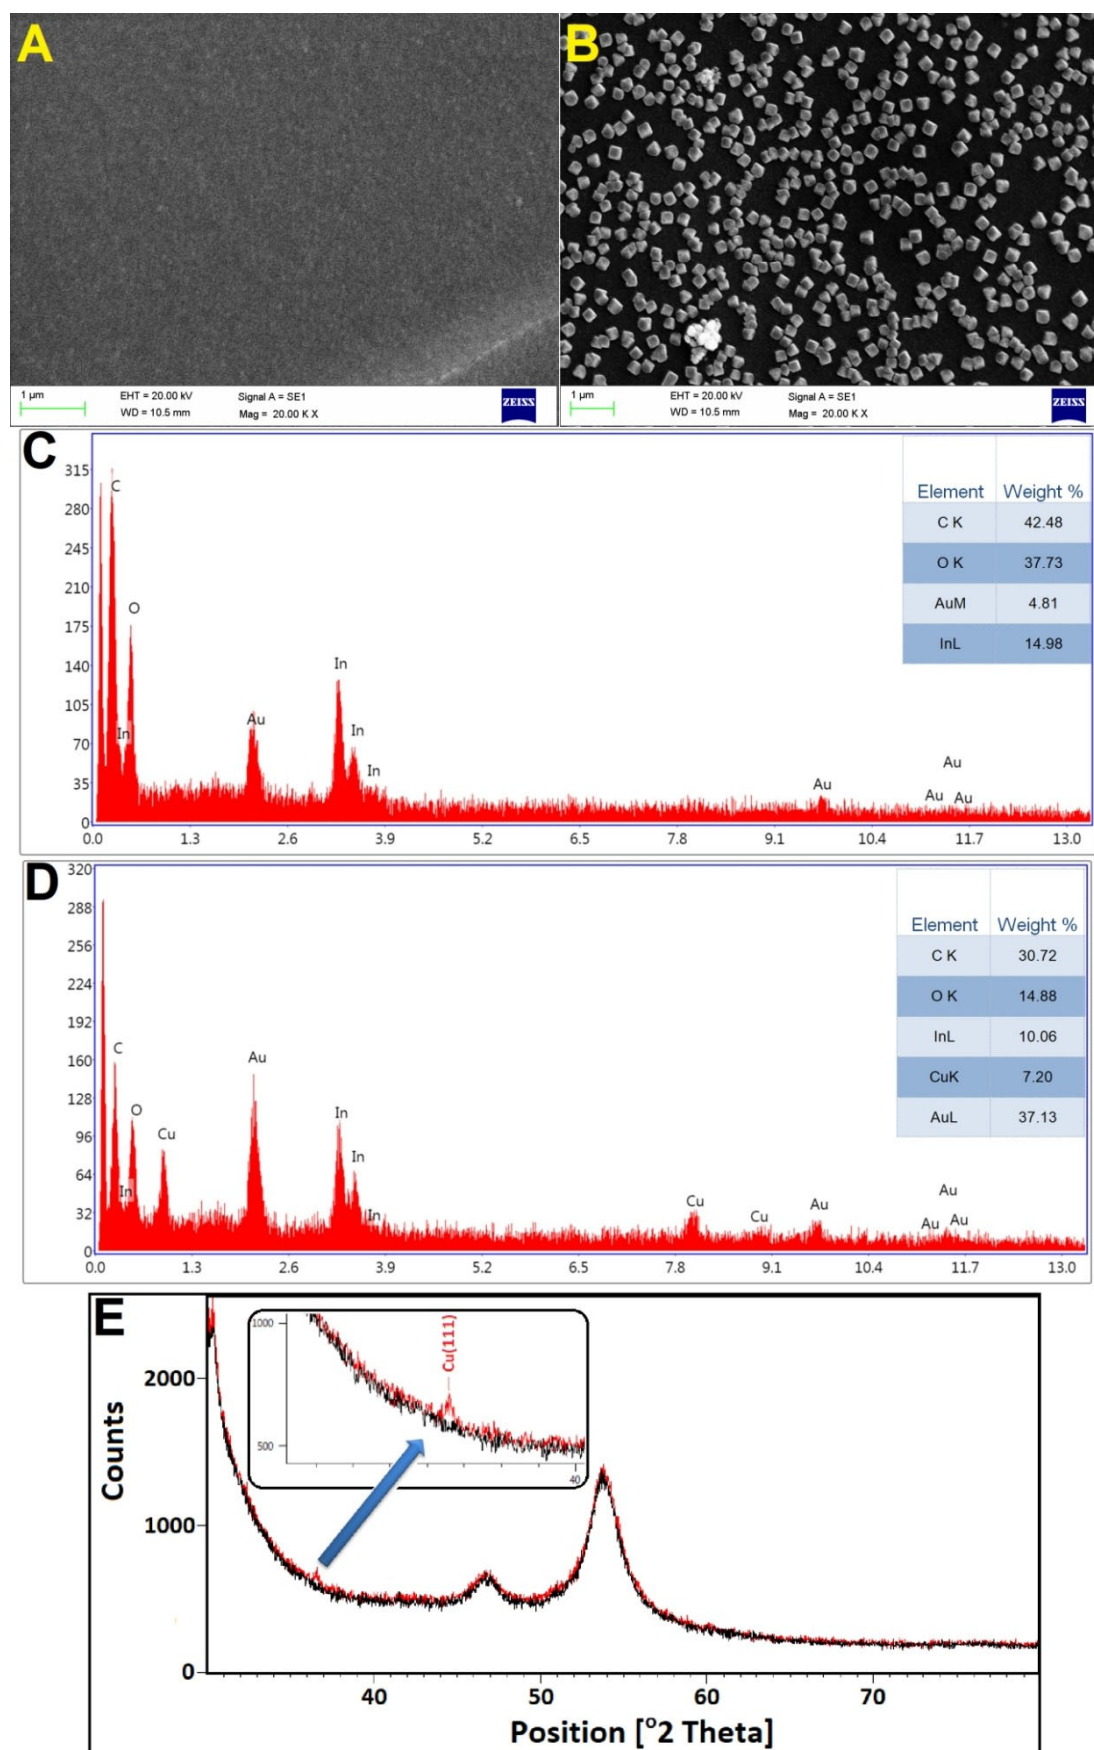 A
B
1 µm
EHT = 20.00 kV
Signal A = SE1
WD = 10.5 mm
Mag = 20.00 K X
ZEISS
1 µm
EHT = 20.00 kV
Signal A = SE1
WD = 10.5 mm
Mag = 20.00 K X
ZEISS
C
315
280
245
210
175
140
105
70
35
0
0.0 1.3 2.6 3.9 5.2 6.5 7.8 9.1 10.4 11.7 13.0
C
O
In
Au
In
In
In
Au
Au
Au
Au
Element Weight %
C K 42.48
O K 37.73
AuM 4.81
InL 14.98
D
320
288
256
224
192
160
128
96
64
32
0
0.0 1.3 2.6 3.9 5.2 6.5 7.8 9.1 10.4 11.7 13.0
C
O
In
Cu
Au
In
In
In
Cu
Cu
Au
Au
Au
Au
Element Weight %
C K 30.72
O K 14.88
InL 10.06
CuK 7.20
AuL 37.13
E
Counts
2000
1000
0
1000
500
Cu(111)
40
40 50 60 70
Position [°2 Theta]